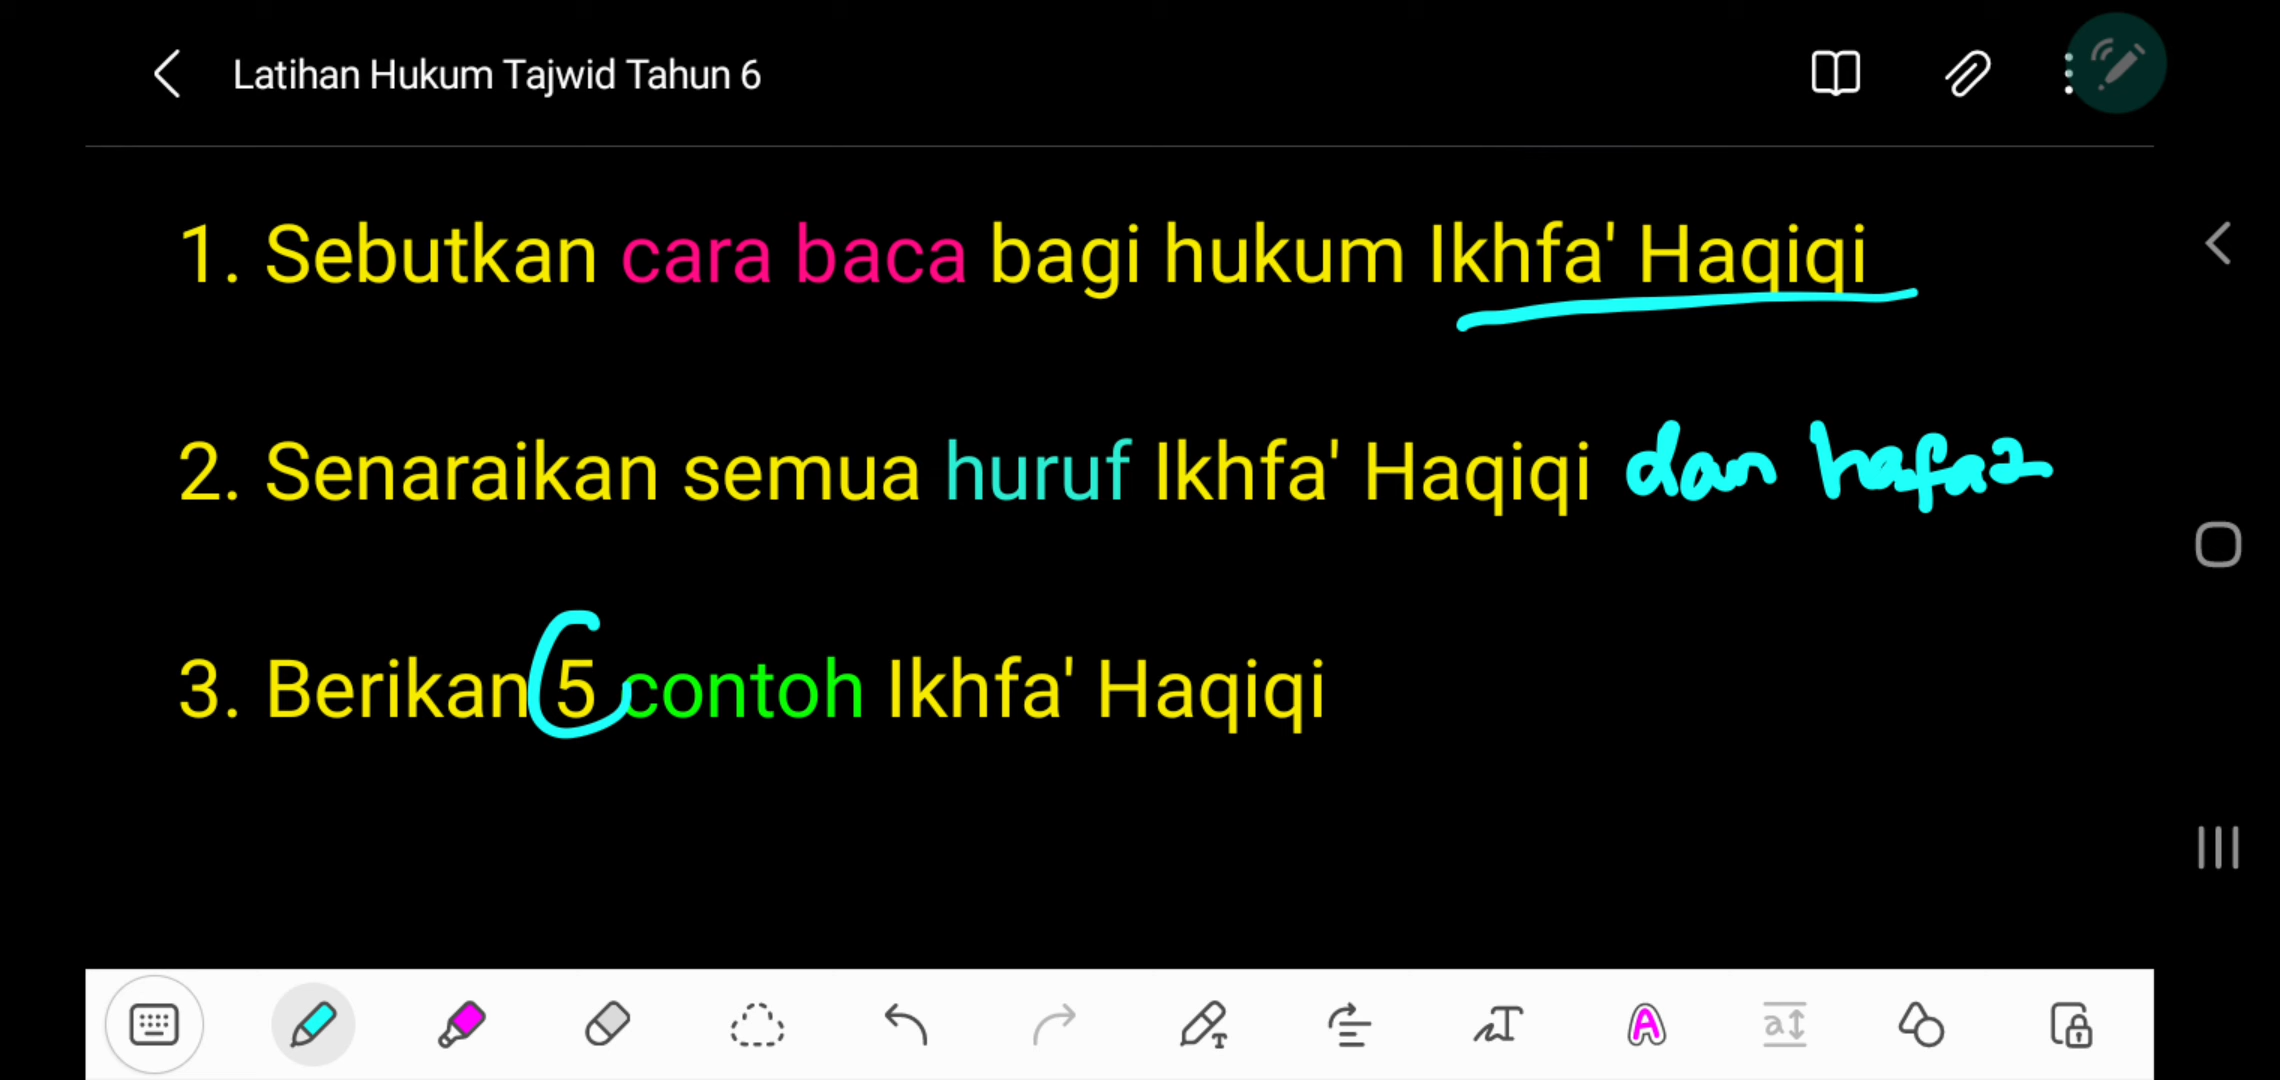 Latihan Hukum Tajwid Tahun 6
1. Sebutkan cara baca bagi hukum Ikhfa' Haqiqi
2. Senaraikan semua huruf Ikhfa' Haqiqi dan hafaz
3. Berikan 5 contoh Ikhfa' Haqiqi